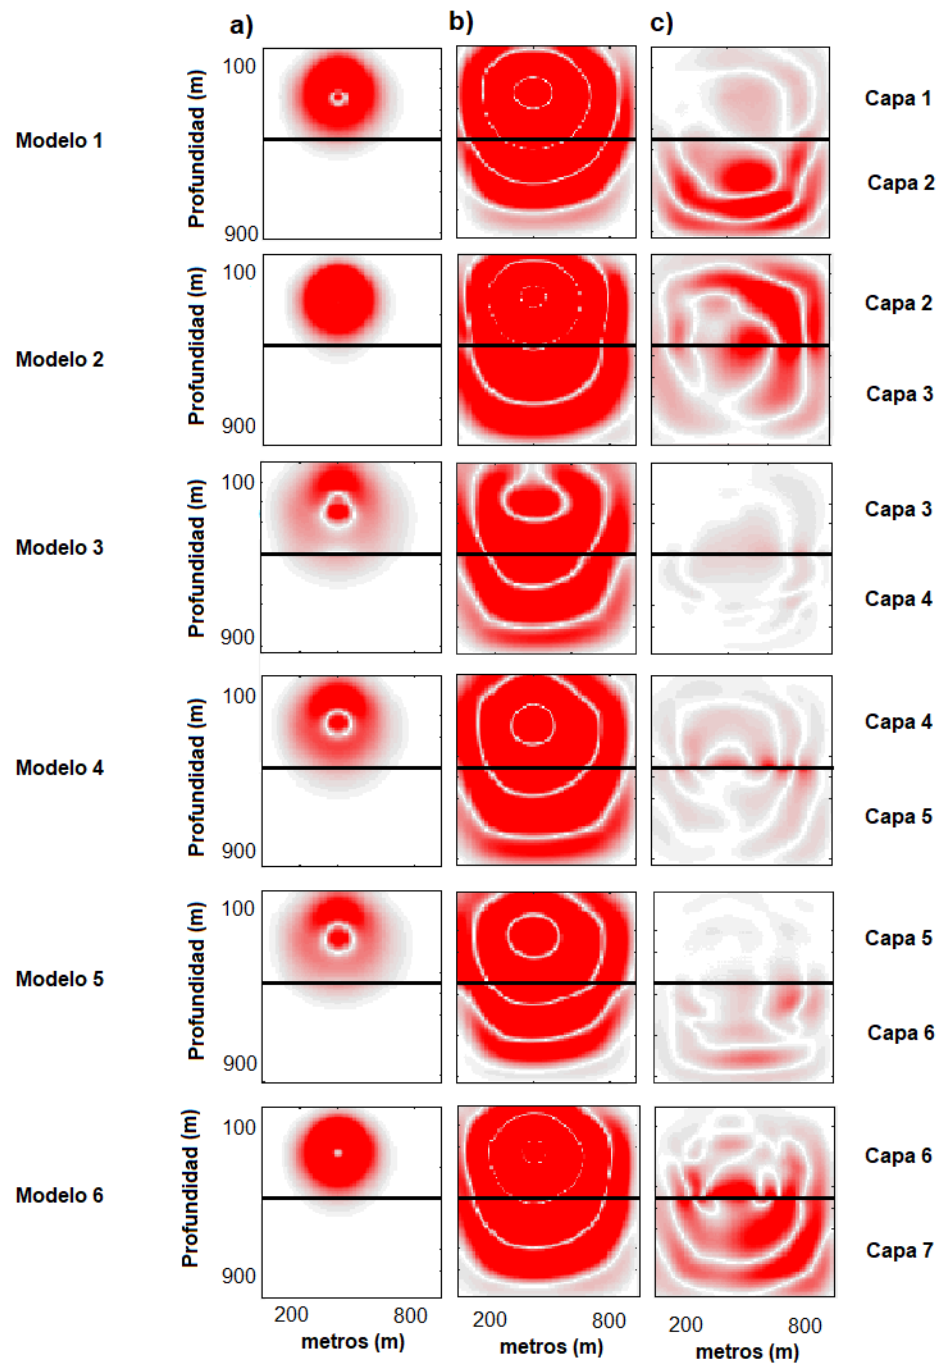 a) b) c)
Modelo 1
Profundidad (m)
100
900
Capa 1
Capa 2
Modelo 2
Profundidad (m)
100
900
Capa 2
Capa 3
Modelo 3
Profundidad (m)
100
900
Capa 3
Capa 4
Modelo 4
Profundidad (m)
100
900
Capa 4
Capa 5
Modelo 5
Profundidad (m)
100
900
Capa 5
Capa 6
Modelo 6
Profundidad (m)
100
900
Capa 6
Capa 7
200 800
metros (m)
200 800
metros (m)
200 800
metros (m)